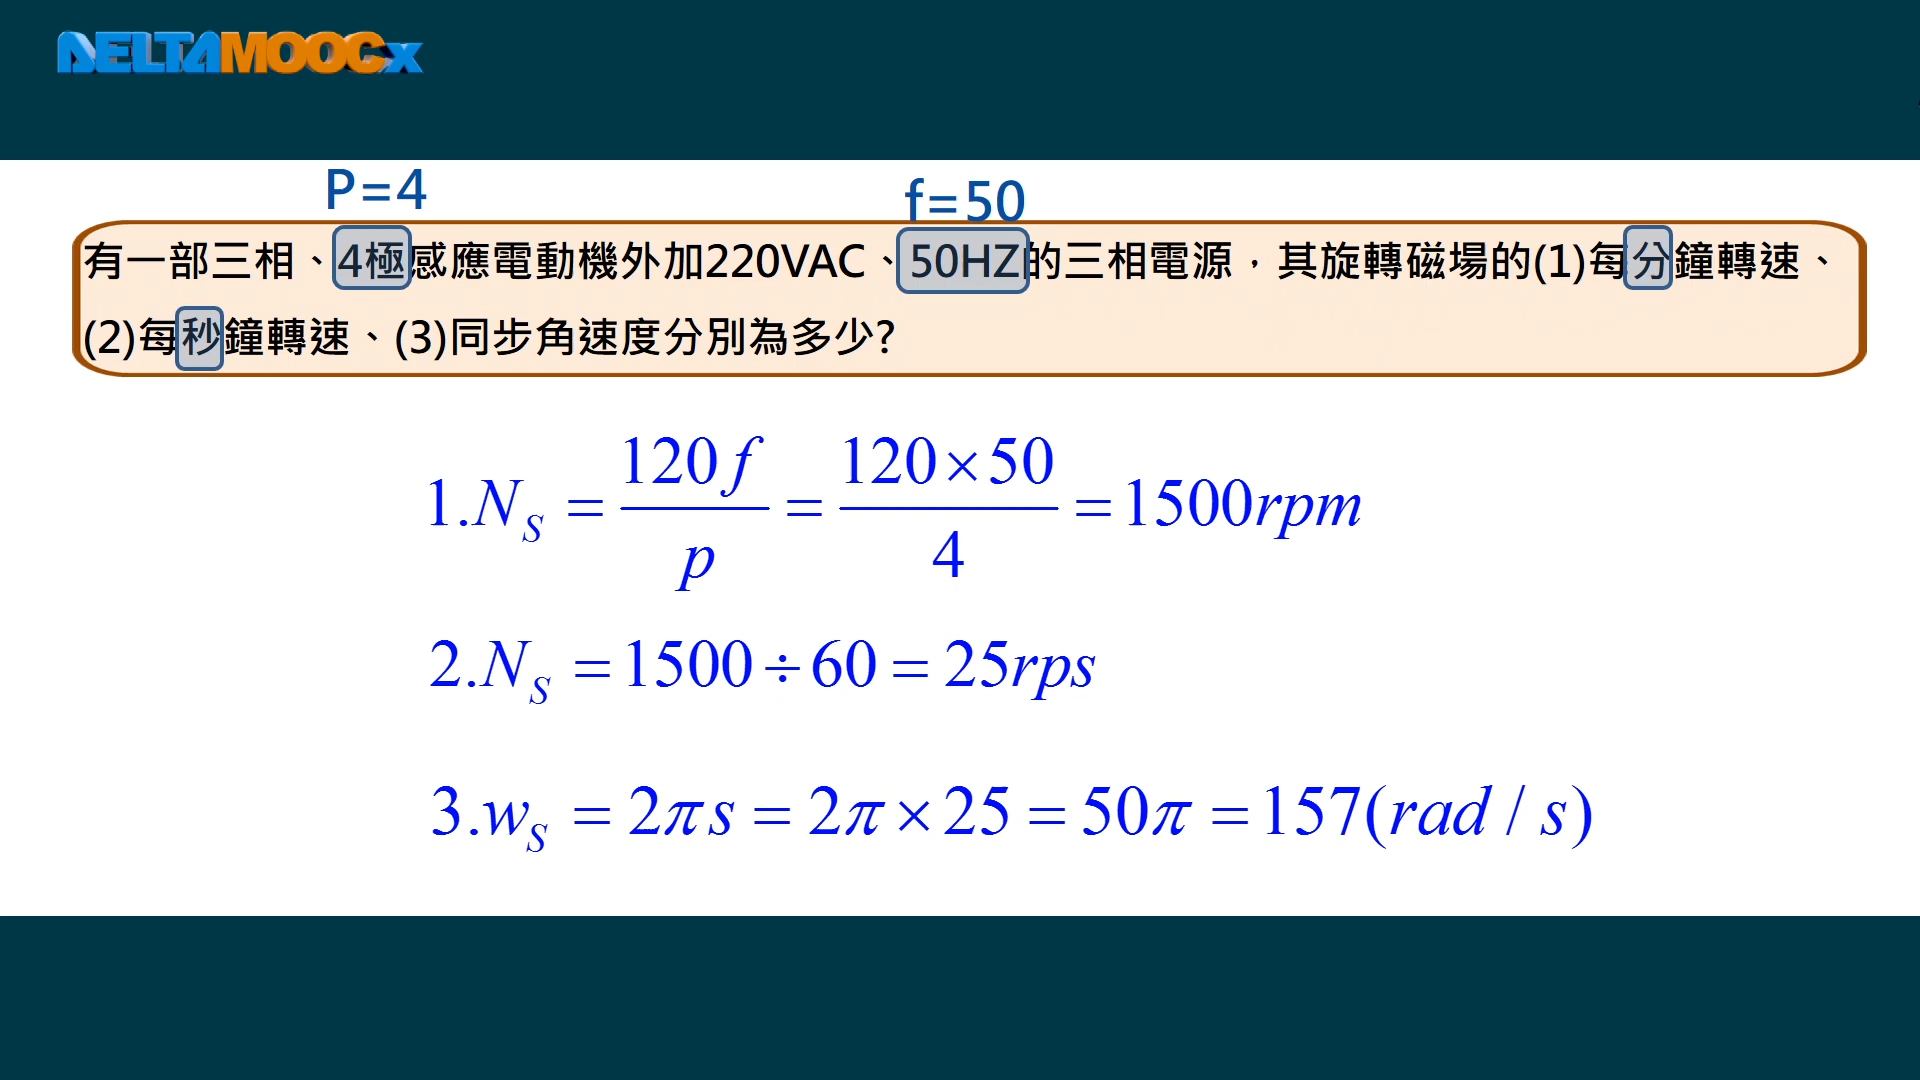 DELTAMOOCx
P=4
f=50
有一部三相、4極感應電動機外加220VAC、50HZ的三相電源，其旋轉磁場的(1)每分鐘轉速、
(2)每秒鐘轉速、(3)同步角速度分別為多少?
1.N_S = 120f/p = 120×50/4 = 1500rpm
2.N_S = 1500÷60 = 25rps
3.w_S = 2πs = 2π×25 = 50π = 157(rad/s)